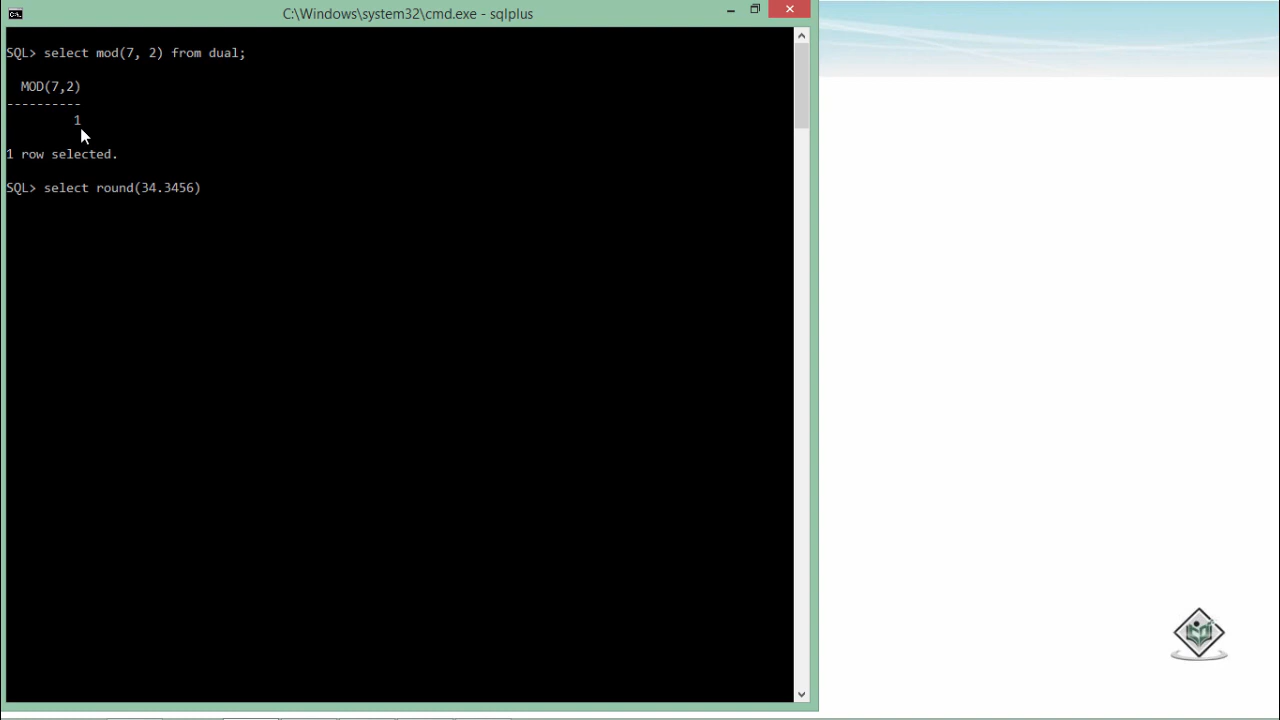 C:\Windows\system32\cmd.exe - sqlplus
SQL> select mod(7, 2) from dual;
MOD(7,2)
----------
1
1 row selected.
SQL> select round(34.3456)